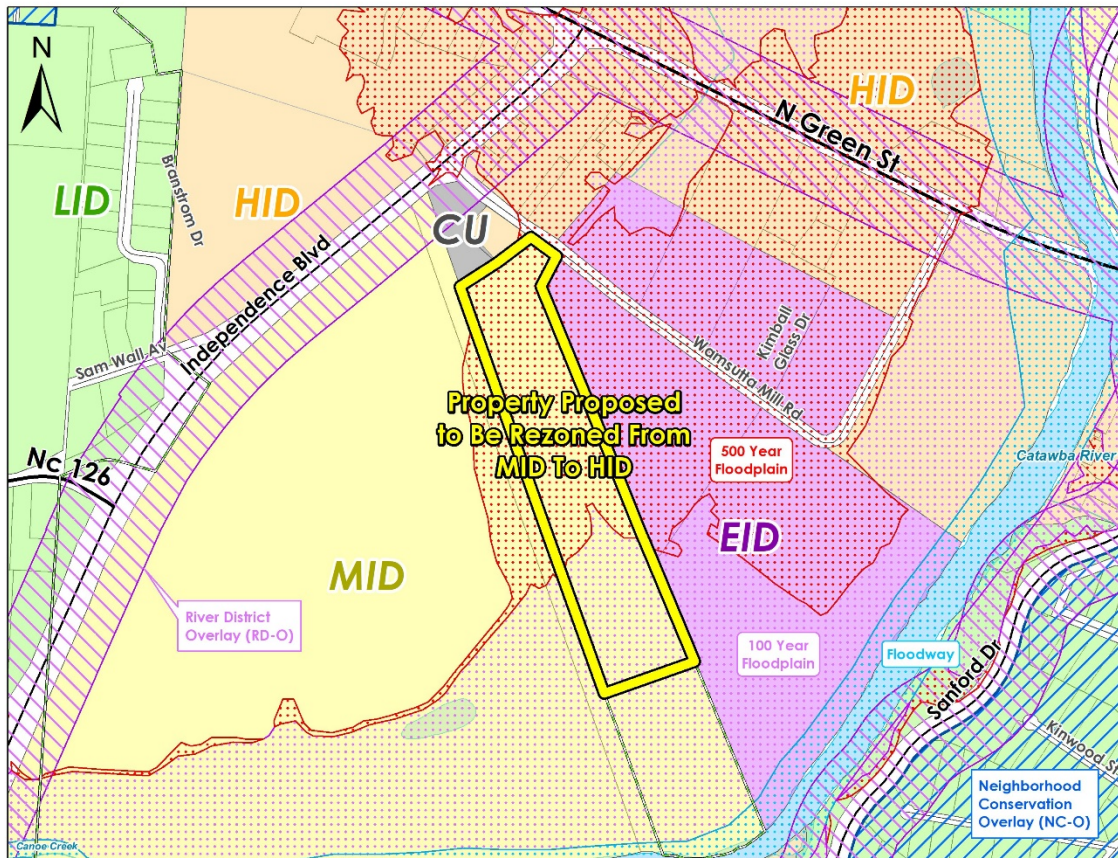 N
LID
Branstrom Dr
HID
Independence Blvd
Sam Wall Av
Nc 126
CU
HID
N Green St
Kimball
Glass Dr
Wamsutta Mill Rd
Property Proposed
to Be Rezoned From
MID To HID
500 Year
Floodplain
Catawba River
EID
MID
River District
Overlay (RD-O)
100 Year
Floodplain
Floodway
Sanford Dr
Kinwood St
Neighborhood
Conservation
Overlay (NC-O)
Canoe Creek